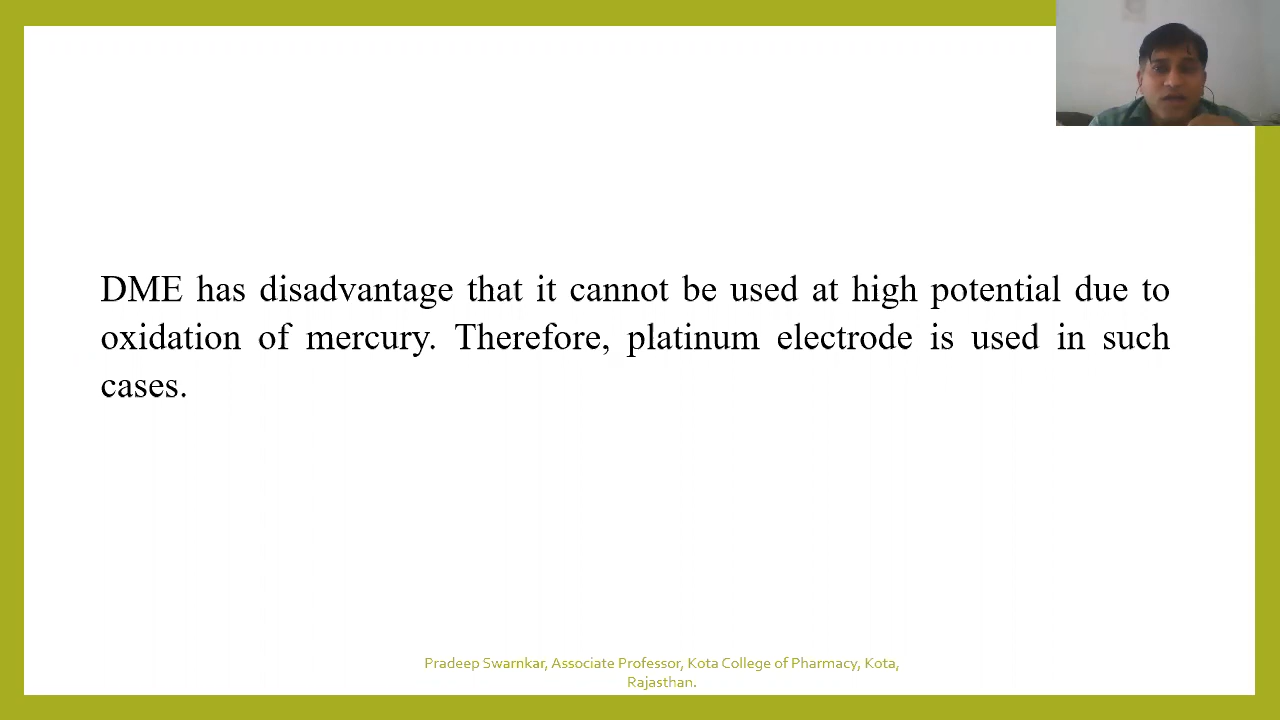 DME has disadvantage that it cannot be used at high potential due to
oxidation of mercury. Therefore, platinum electrode is used in such
cases.
Pradeep Swarnkar, Associate Professor, Kota College of Pharmacy, Kota,
Rajasthan.